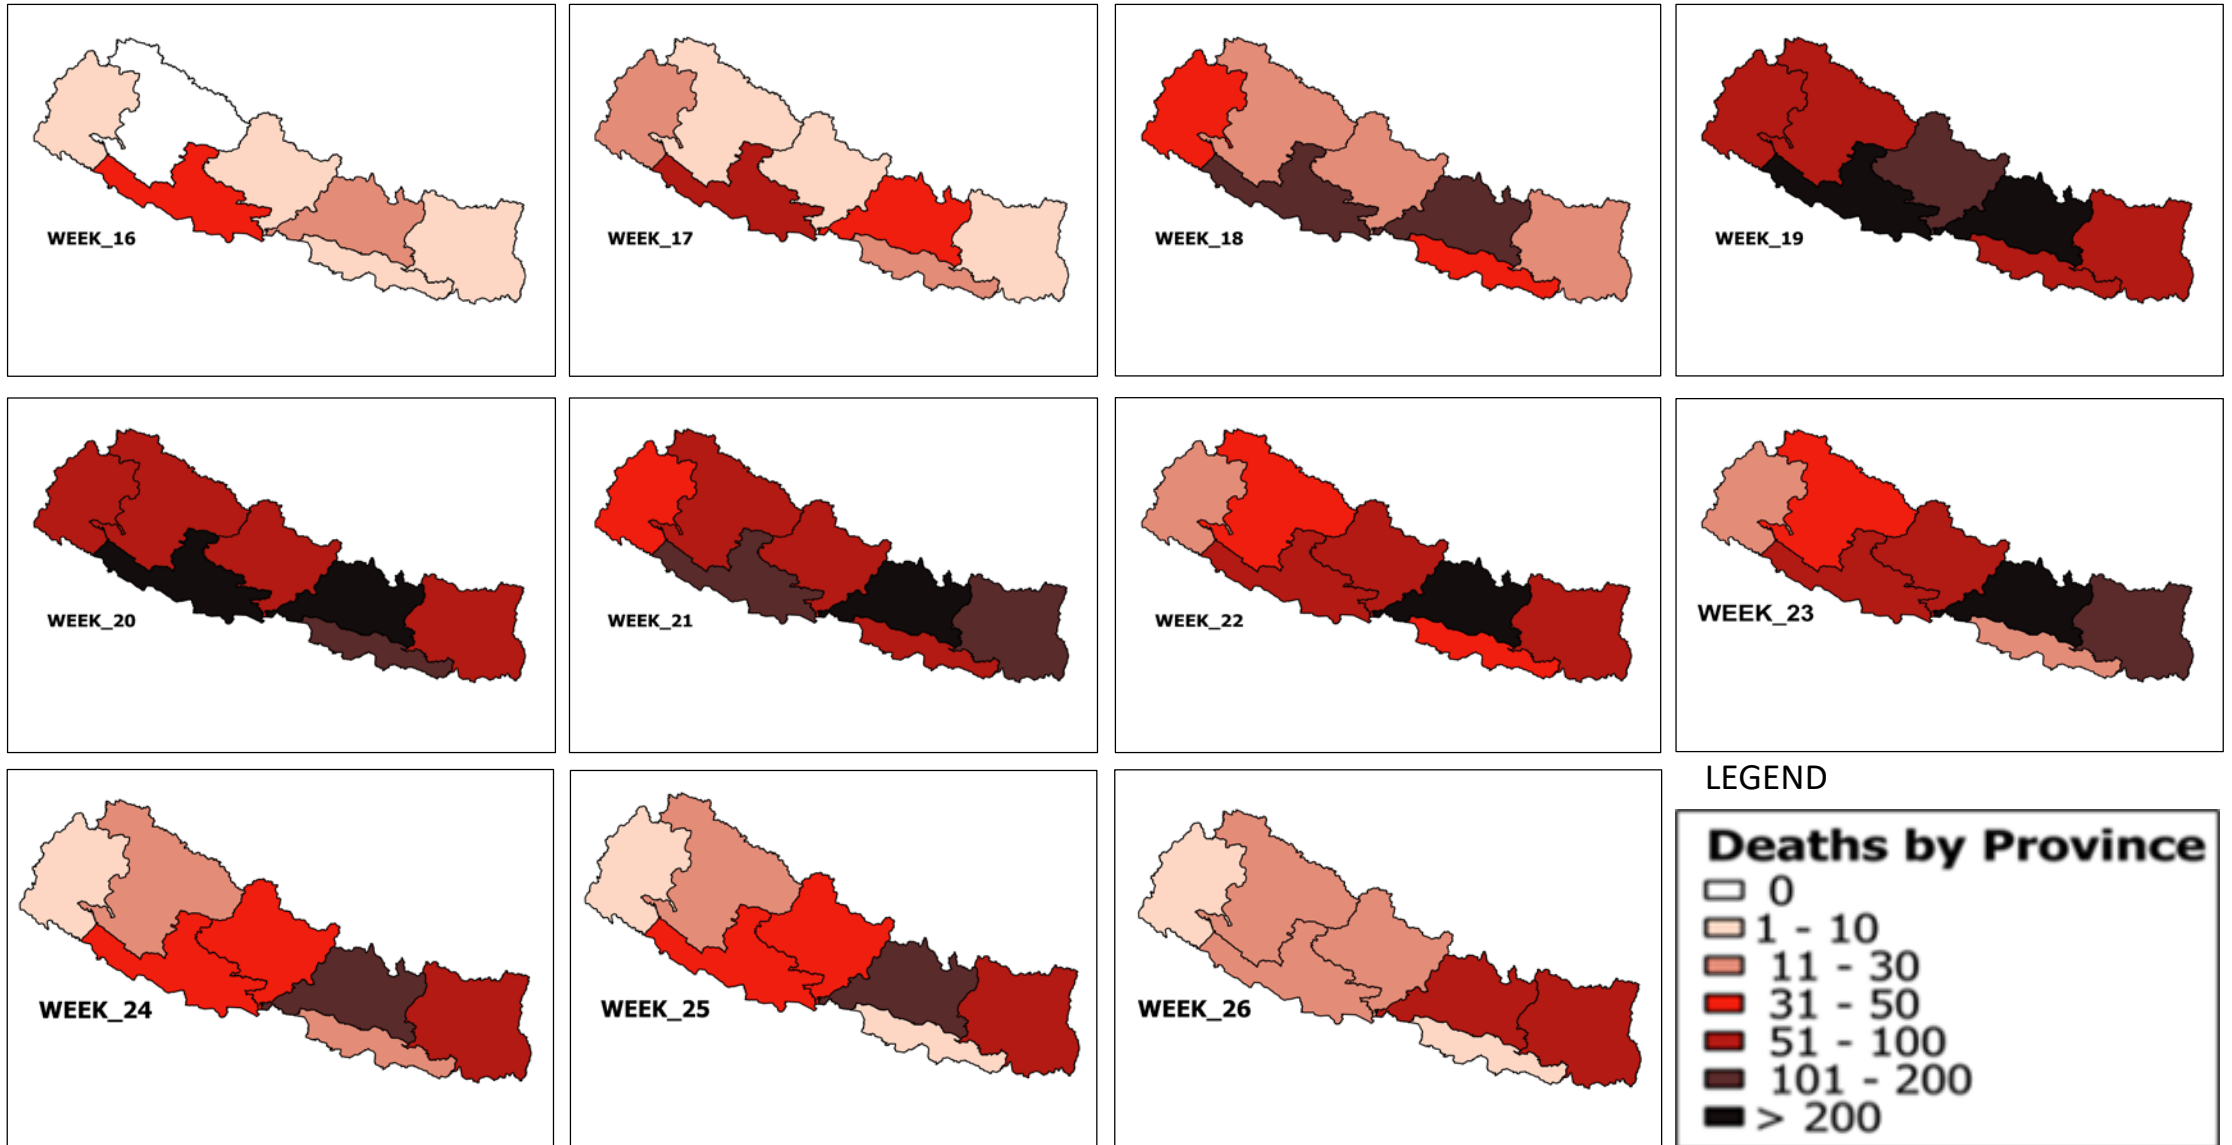 WEEK_16
WEEK_17
WEEK_18
WEEK_19
WEEK_20
WEEK_21
WEEK_22
WEEK_23
WEEK_24
WEEK_25
WEEK_26
LEGEND
Deaths by Province
0
1 - 10
11 - 30
31 - 50
51 - 100
101 - 200
> 200